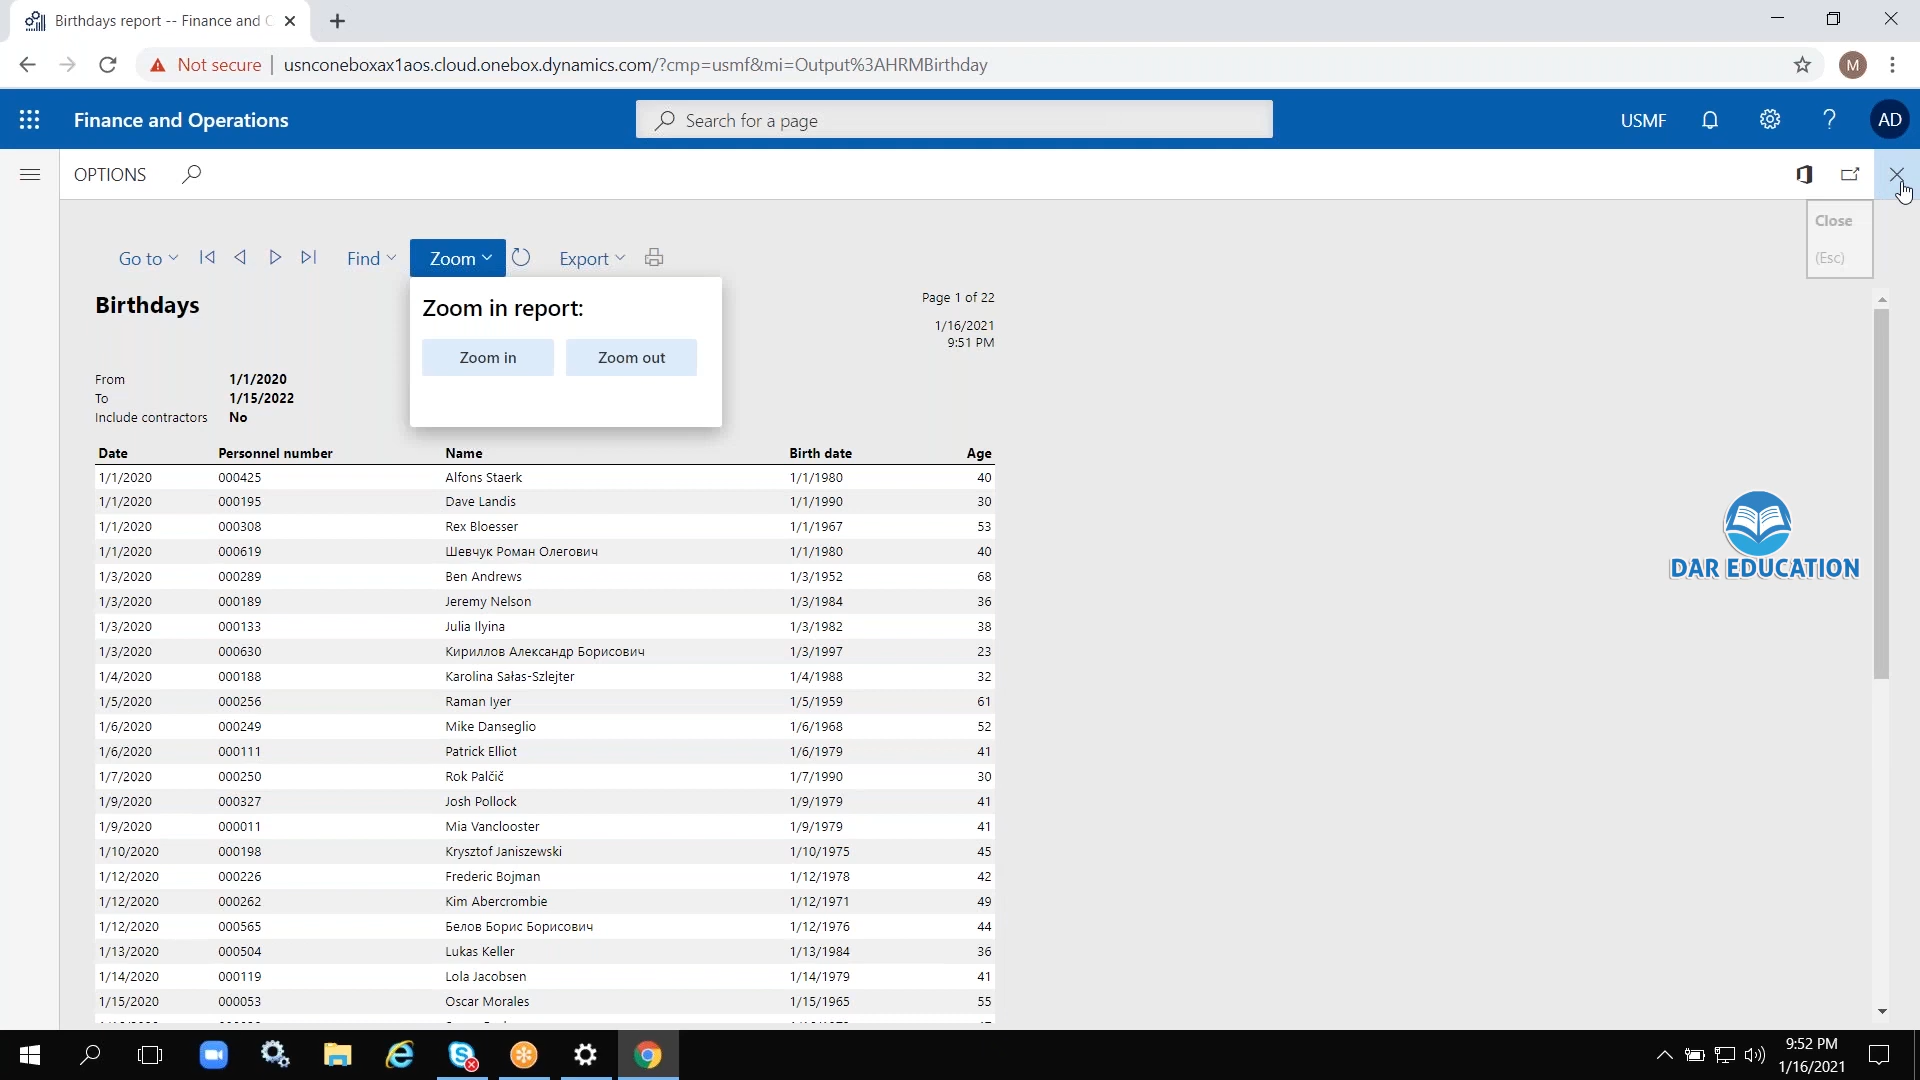 Birthdays report -- Finance and O
Not secure | usnconeboxax1aos.cloud.onebox.dynamics.com/?cmp=usmf&mi=Output%3AHRMBirthday
M
Finance and Operations
Search for a page
USMF
AD
OPTIONS
Close
(Esc)
Go to
Find
Zoom
Export
Zoom in report:
Zoom in
Zoom out
Birthdays
Page 1 of 22
1/16/2021
9:51 PM
From 1/1/2020
To 1/15/2022
Include contractors No
Date Personnel number Name Birth date Age
1/1/2020 000425 Alfons Staerk 1/1/1980 40
1/1/2020 000195 Dave Landis 1/1/1990 30
1/1/2020 000308 Rex Bloesser 1/1/1967 53
1/1/2020 000619 Шевчук Роман Олегович 1/1/1980 40
1/3/2020 000289 Ben Andrews 1/3/1952 68
1/3/2020 000189 Jeremy Nelson 1/3/1984 36
1/3/2020 000133 Julia Ilyina 1/3/1982 38
1/3/2020 000630 Кириллов Александр Борисович 1/3/1997 23
1/4/2020 000188 Karolina Sałas-Szlejter 1/4/1988 32
1/5/2020 000256 Raman Iyer 1/5/1959 61
1/6/2020 000249 Mike Danseglio 1/6/1968 52
1/6/2020 000111 Patrick Elliot 1/6/1979 41
1/7/2020 000250 Rok Palčič 1/7/1990 30
1/9/2020 000327 Josh Pollock 1/9/1979 41
1/9/2020 000011 Mia Vanclooster 1/9/1979 41
1/10/2020 000198 Krysztof Janiszewski 1/10/1975 45
1/12/2020 000226 Frederic Bojman 1/12/1978 42
1/12/2020 000262 Kim Abercrombie 1/12/1971 49
1/12/2020 000565 Белов Борис Борисович 1/12/1976 44
1/13/2020 000504 Lukas Keller 1/13/1984 36
1/14/2020 000119 Lola Jacobsen 1/14/1979 41
1/15/2020 000053 Oscar Morales 1/15/1965 55
DAR EDUCATION
9:52 PM
1/16/2021